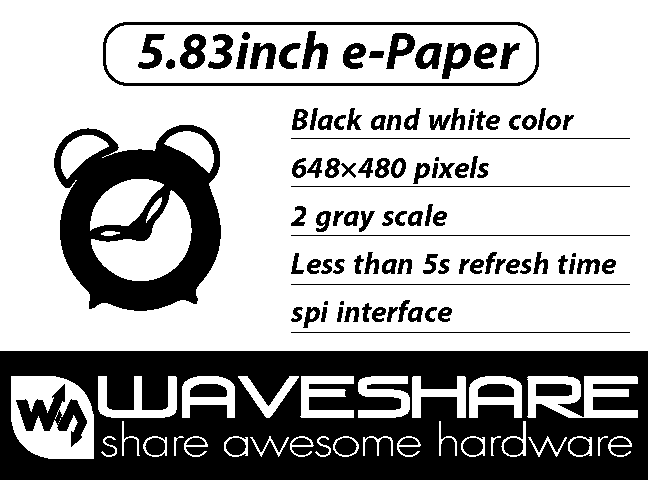 5.83inch e-Paper
Black and white color
648×480 pixels
2 gray scale
Less than 5s refresh time
spi interface
WAVESHARE
share awesome hardware